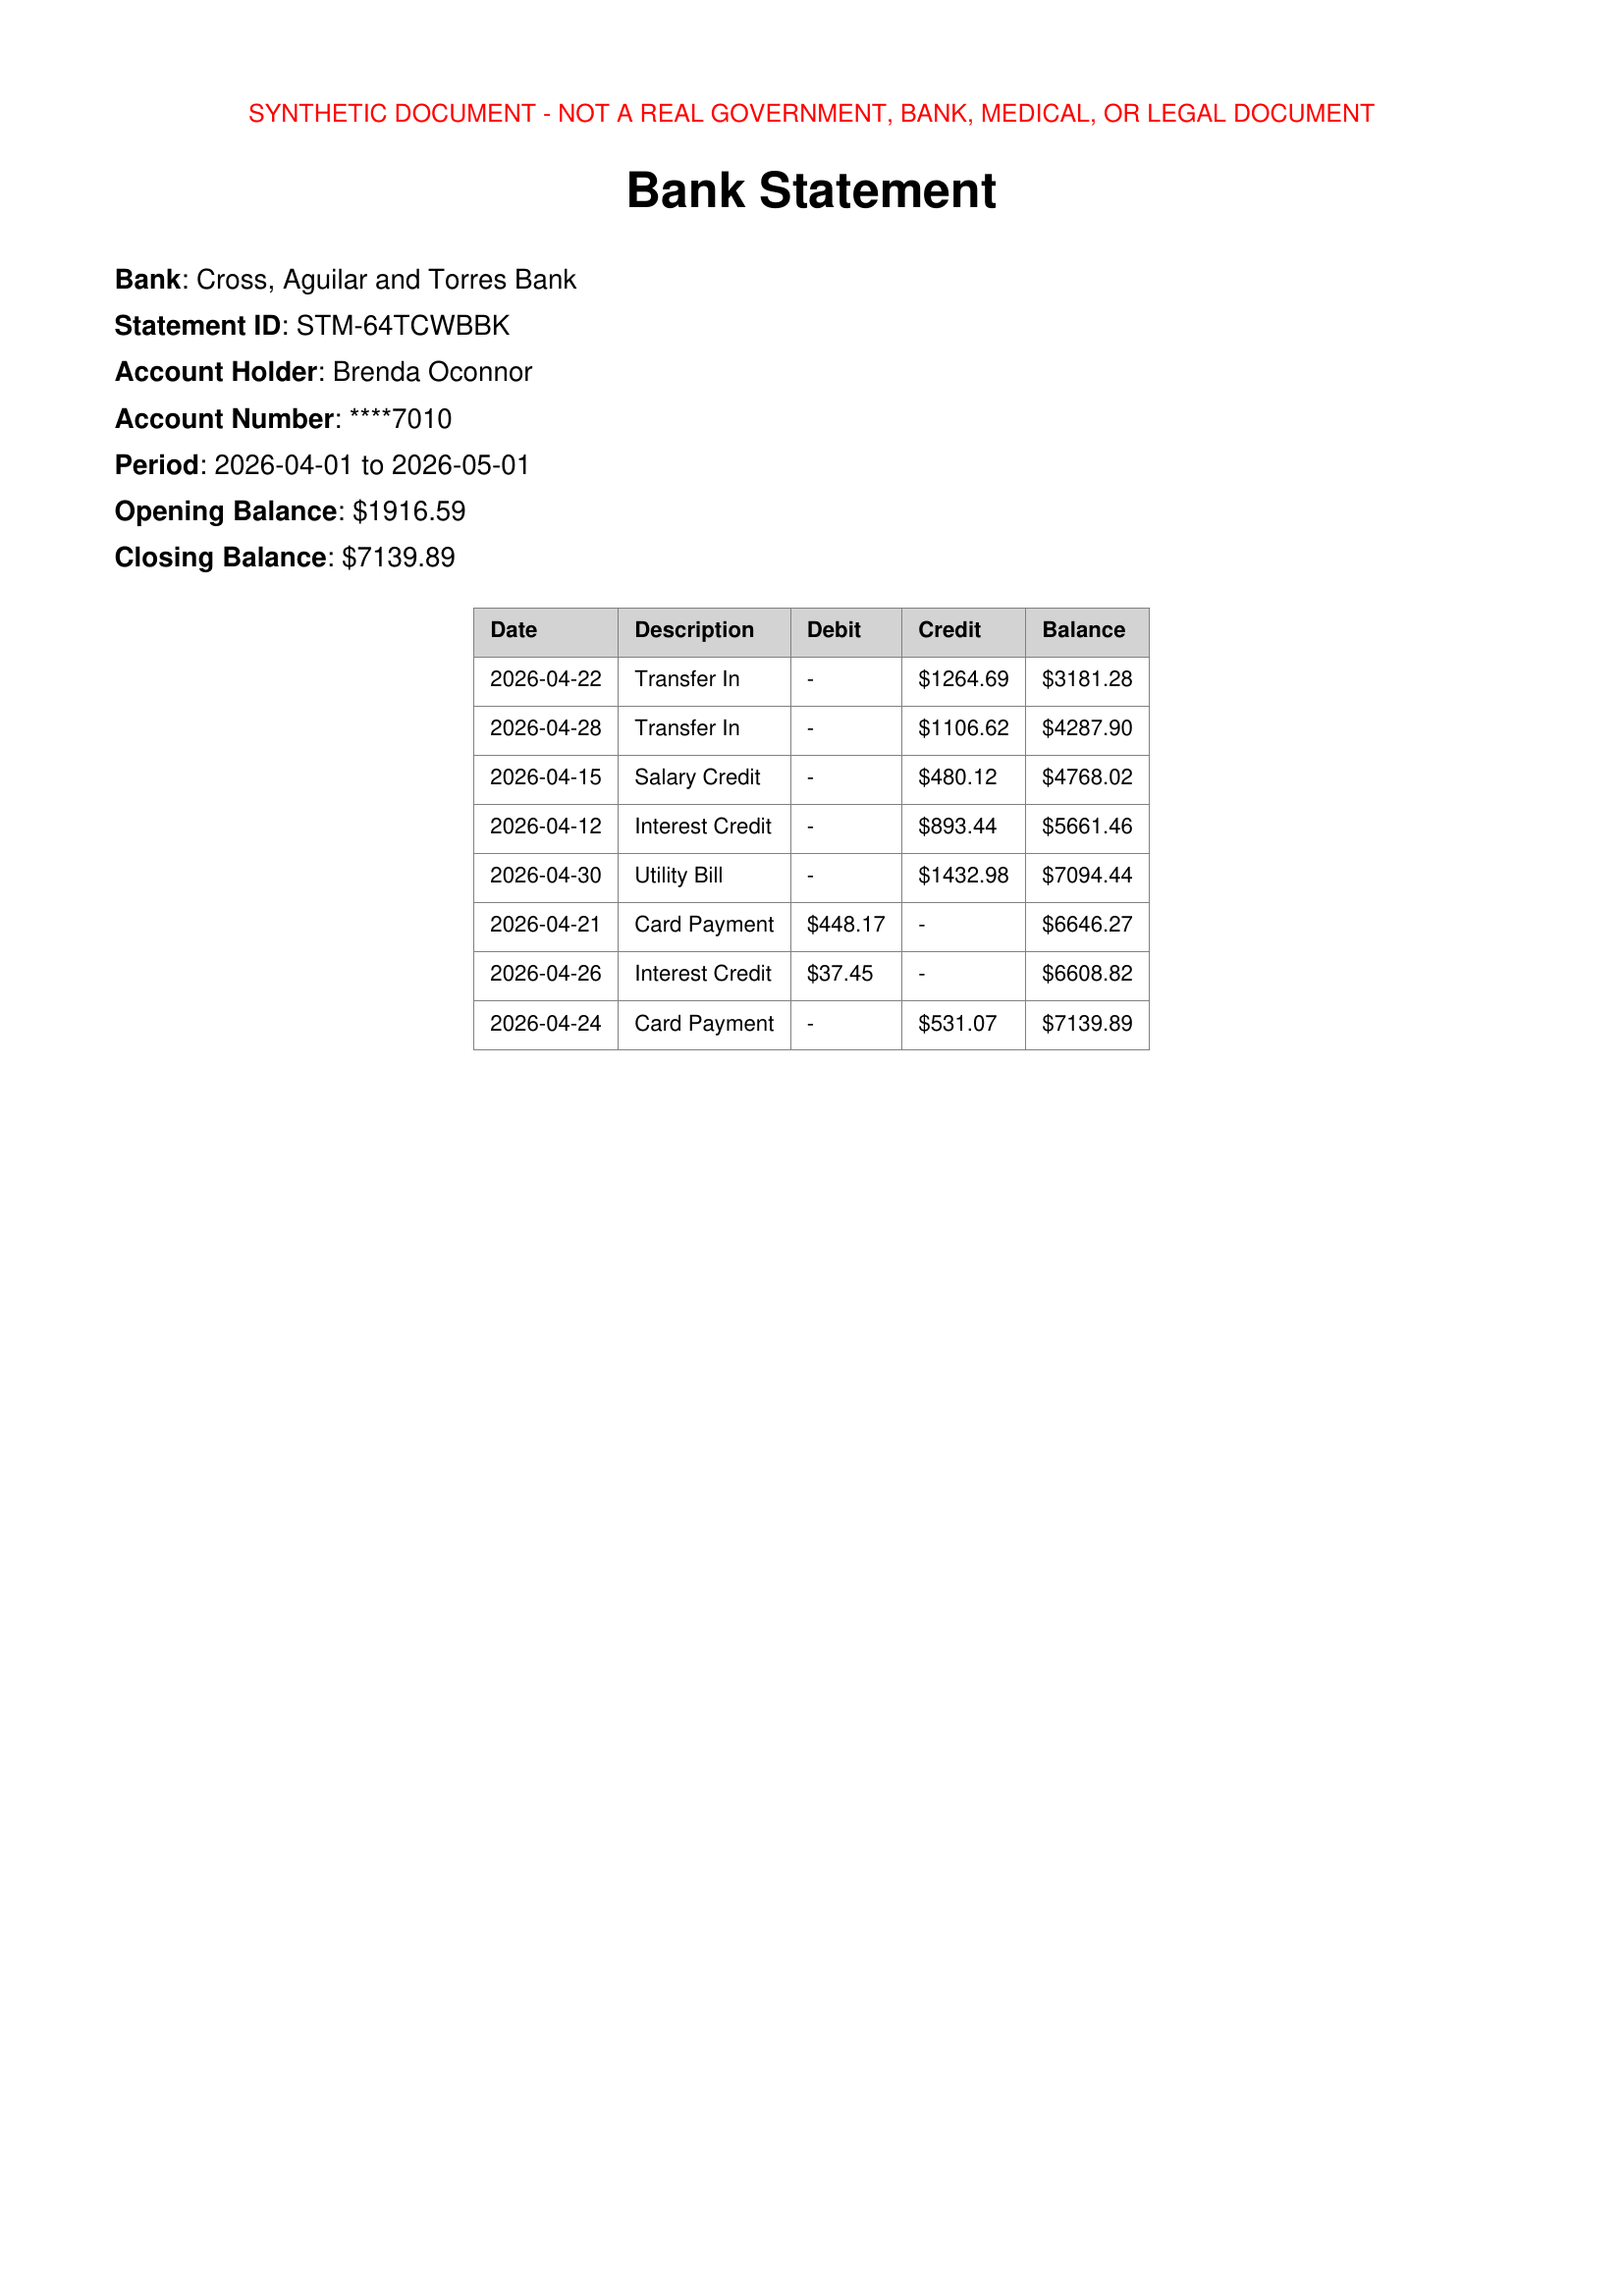 SYNTHETIC DOCUMENT - NOT A REAL GOVERNMENT, BANK, MEDICAL, OR LEGAL DOCUMENT
Bank Statement
Bank: Cross, Aguilar and Torres Bank
Statement ID: STM-64TCWBBK
Account Holder: Brenda Oconnor
Account Number: ****7010
Period: 2026-04-01 to 2026-05-01
Opening Balance: $1916.59
Closing Balance: $7139.89
Date Description Debit Credit Balance
2026-04-22 Transfer In - $1264.69 $3181.28
2026-04-28 Transfer In - $1106.62 $4287.90
2026-04-15 Salary Credit - $480.12 $4768.02
2026-04-12 Interest Credit - $893.44 $5661.46
2026-04-30 Utility Bill - $1432.98 $7094.44
2026-04-21 Card Payment $448.17 - $6646.27
2026-04-26 Interest Credit $37.45 - $6608.82
2026-04-24 Card Payment - $531.07 $7139.89